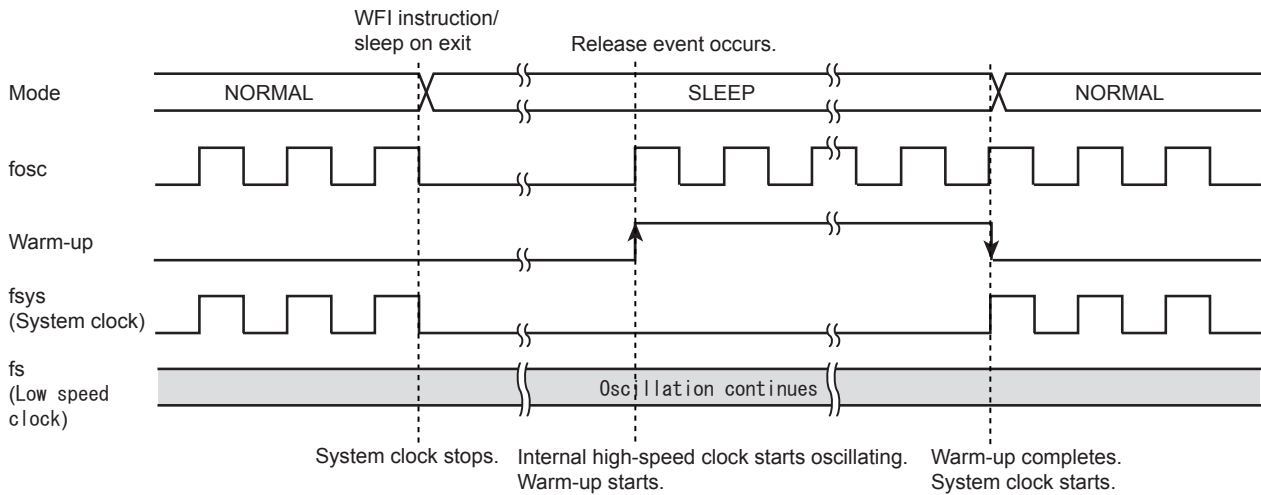 WFI instruction/
sleep on exit
Release event occurs.
Mode
NORMAL
SLEEP
NORMAL
fosc
Warm-up
fsys
(System clock)
fs
(Low speed
clock)
Oscillation continues
System clock stops.
Internal high-speed clock starts oscillating.
Warm-up starts.
Warm-up completes.
System clock starts.